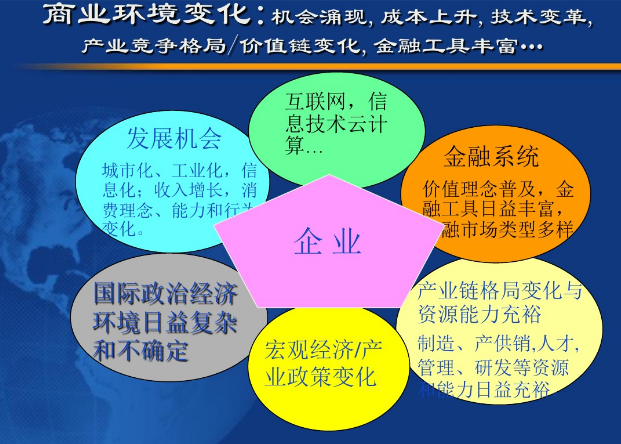 商业环境变化：机会涌现, 成本上升, 技术变革,
产业竞争格局/价值链变化, 金融工具丰富…
互联网，信
息技术云计
算…
发展机会
城市化、工业化，信
息化；收入增长，消
费理念、能力和行为
变化。
金融系统
价值理念普及，金
融工具日益丰富，
融市场类型多样
企 业
国际政治经济
环境日益复杂
和不确定
宏观经济/产
业政策变化
产业链格局变化与
资源能力充裕
制造、产供销,人才,
管理、研发等资源
和能力日益充裕